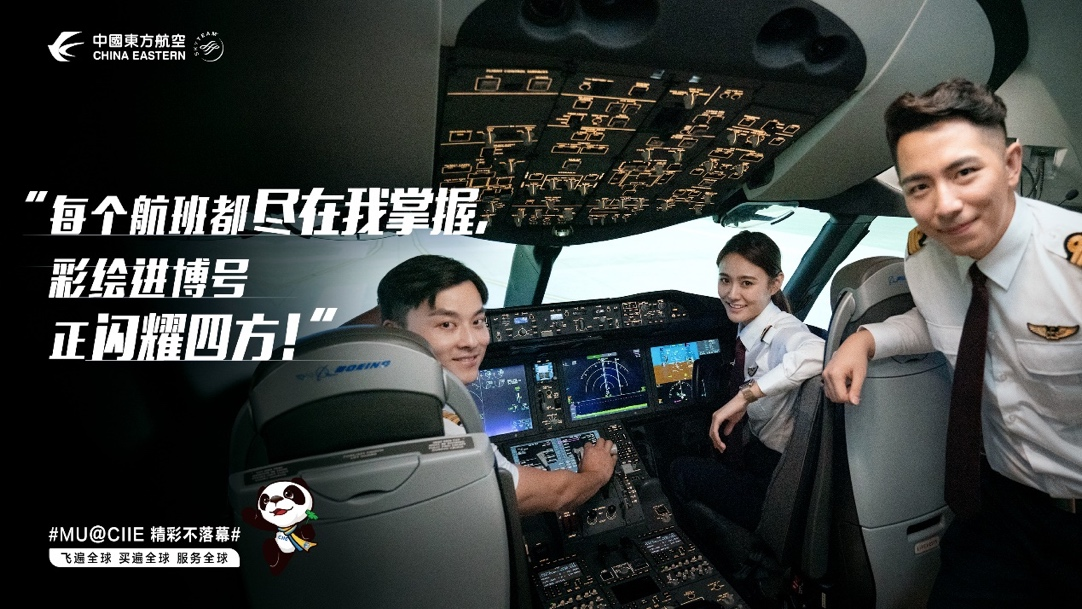 中國東方航空
CHINA EASTERN
SKYTEAM
“每个航班都尽在我掌握,
彩绘进博号
正闪耀四方!”
BOEING
#MU@CIIE 精彩不落幕#
飞遍全球 买遍全球 服务全球